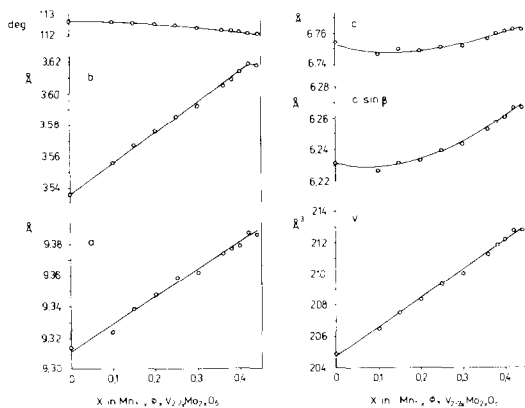 deg
113
112
Å
b
3.62
3.60
3.58
3.56
3.54
Å
a
9.38
9.36
9.34
9.32
9.30
0 0.1 0.2 0.3 0.4
X in
c
6.76
6.74
Å
6.28
6.26
6.24
6.22
c sin β
Å³
v
214
212
210
208
206
204
0 0.1 0.2 0.3 0.4
X in